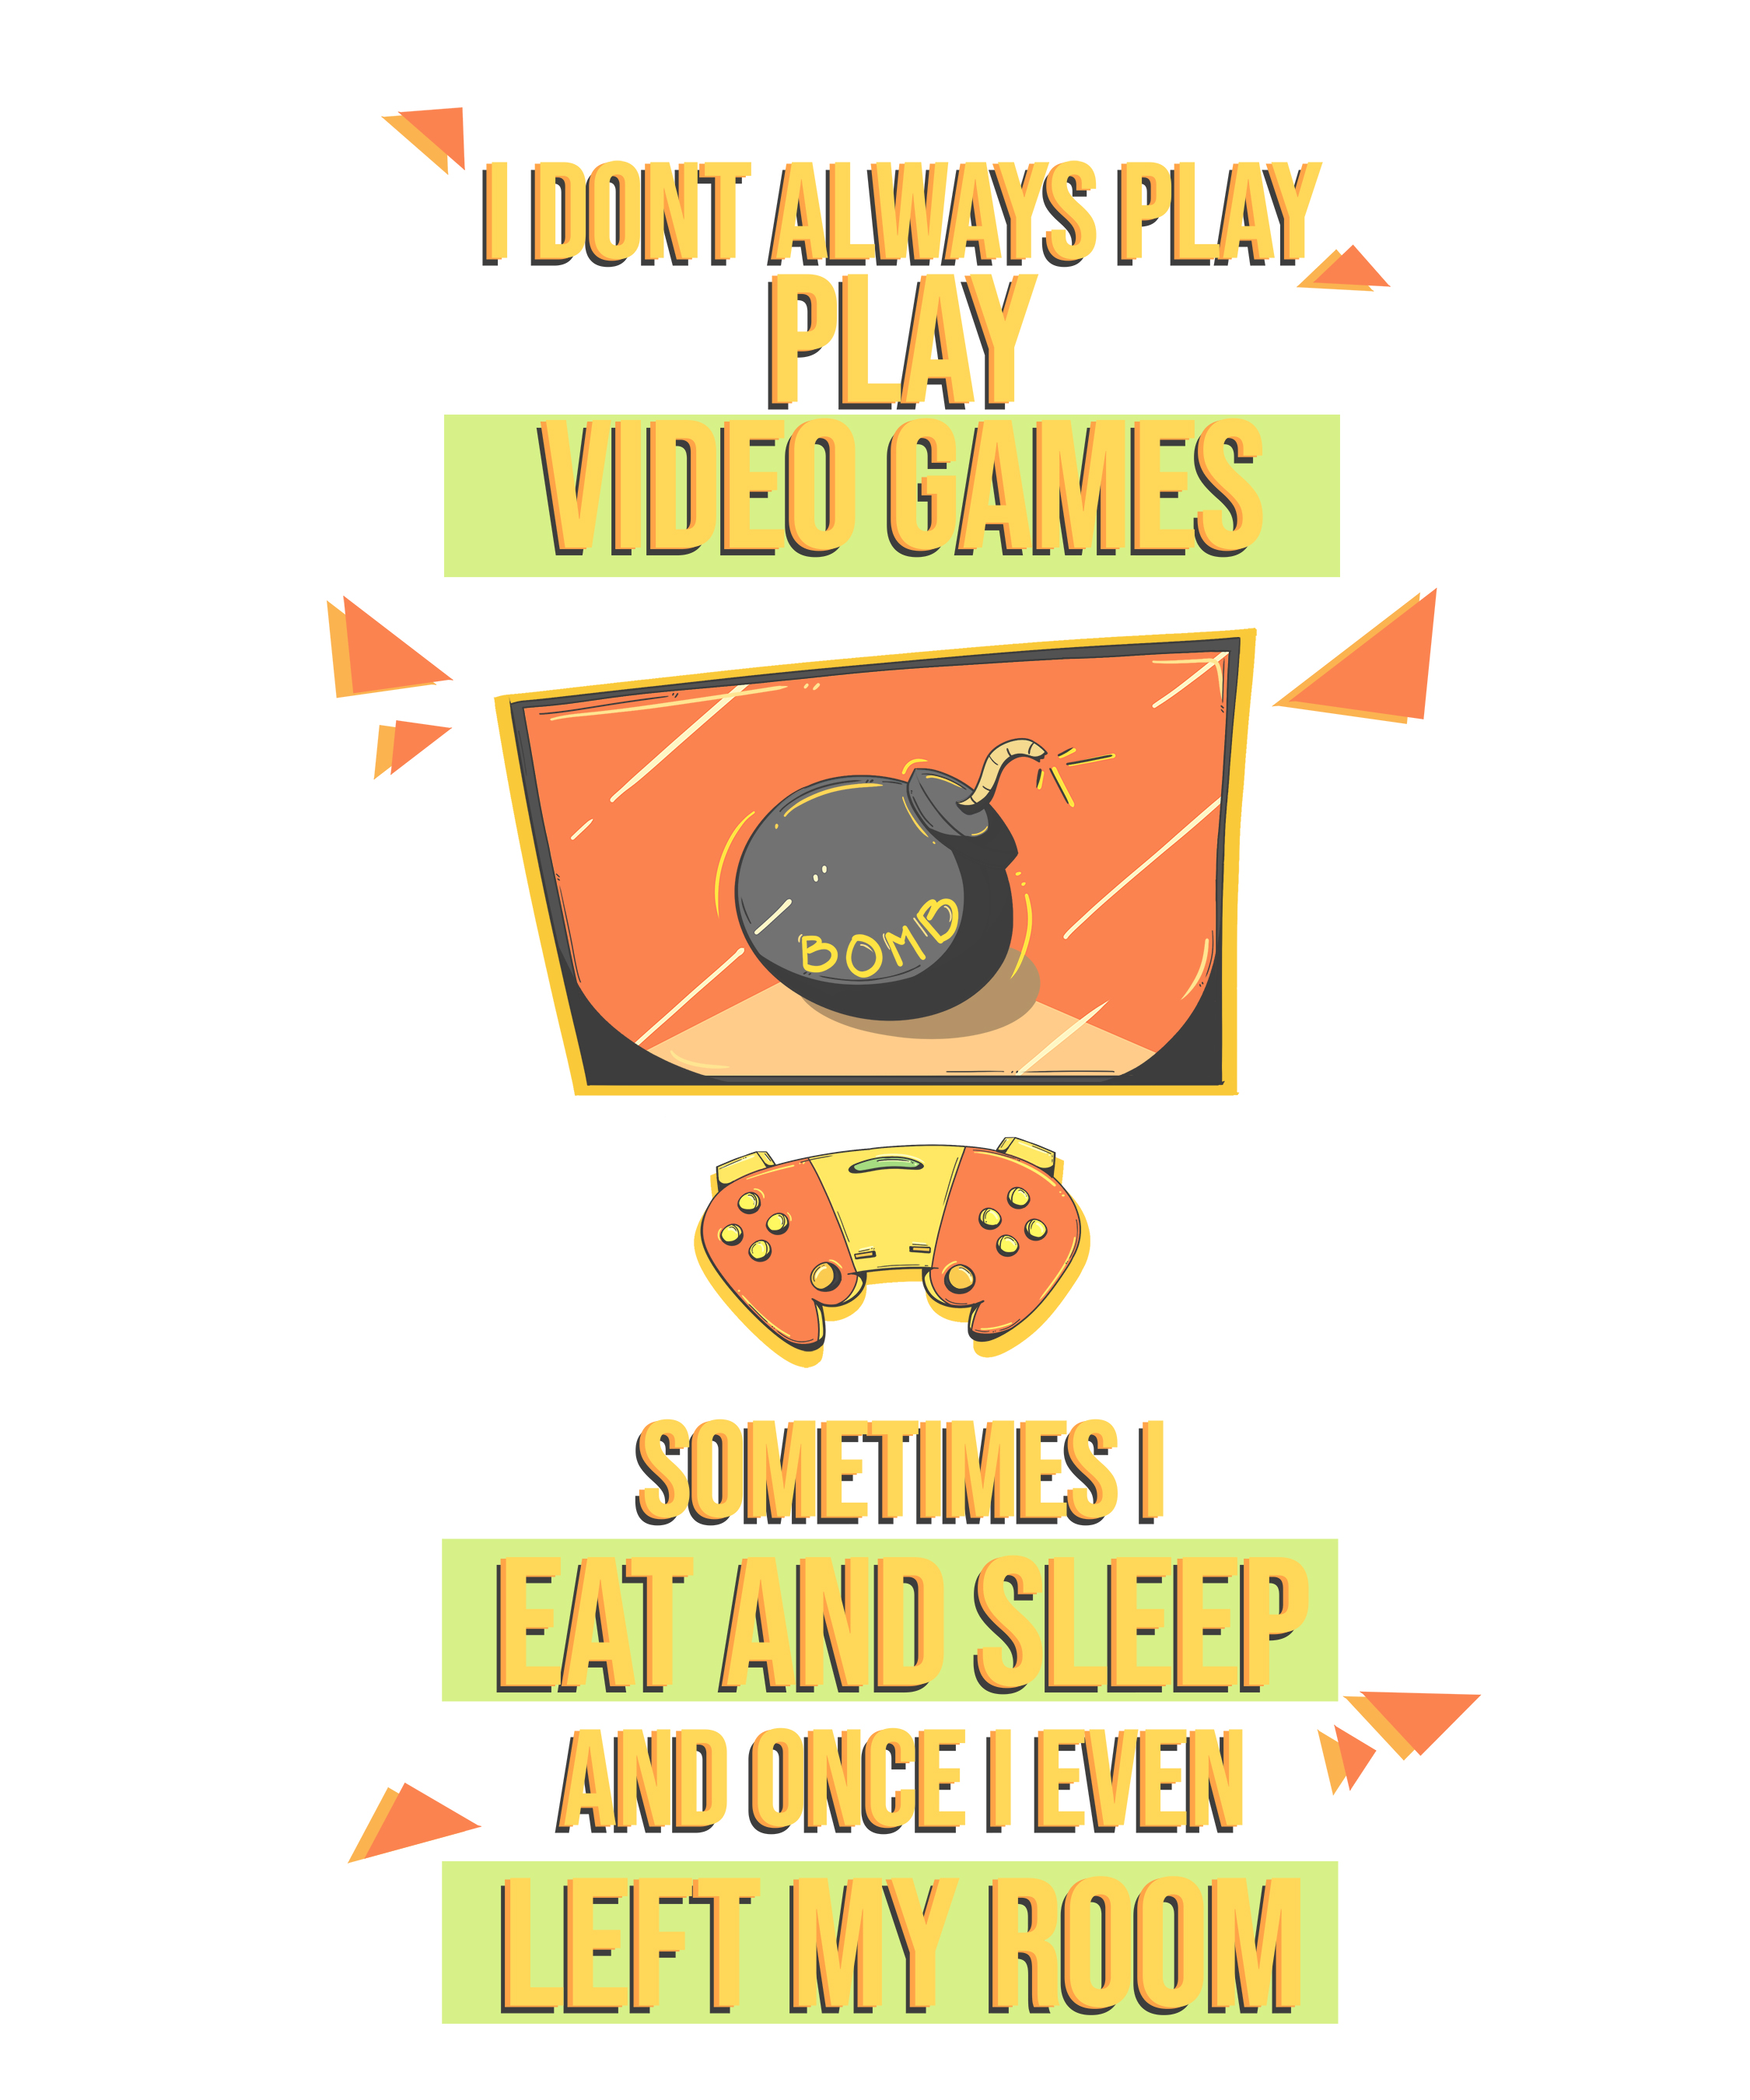 I DONT ALWAYS PLAY
PLAY
VIDEO GAMES
BOMB
SOMETIMES I
EAT AND SLEEP
AND ONCE I EVEN
LEFT MY ROOM